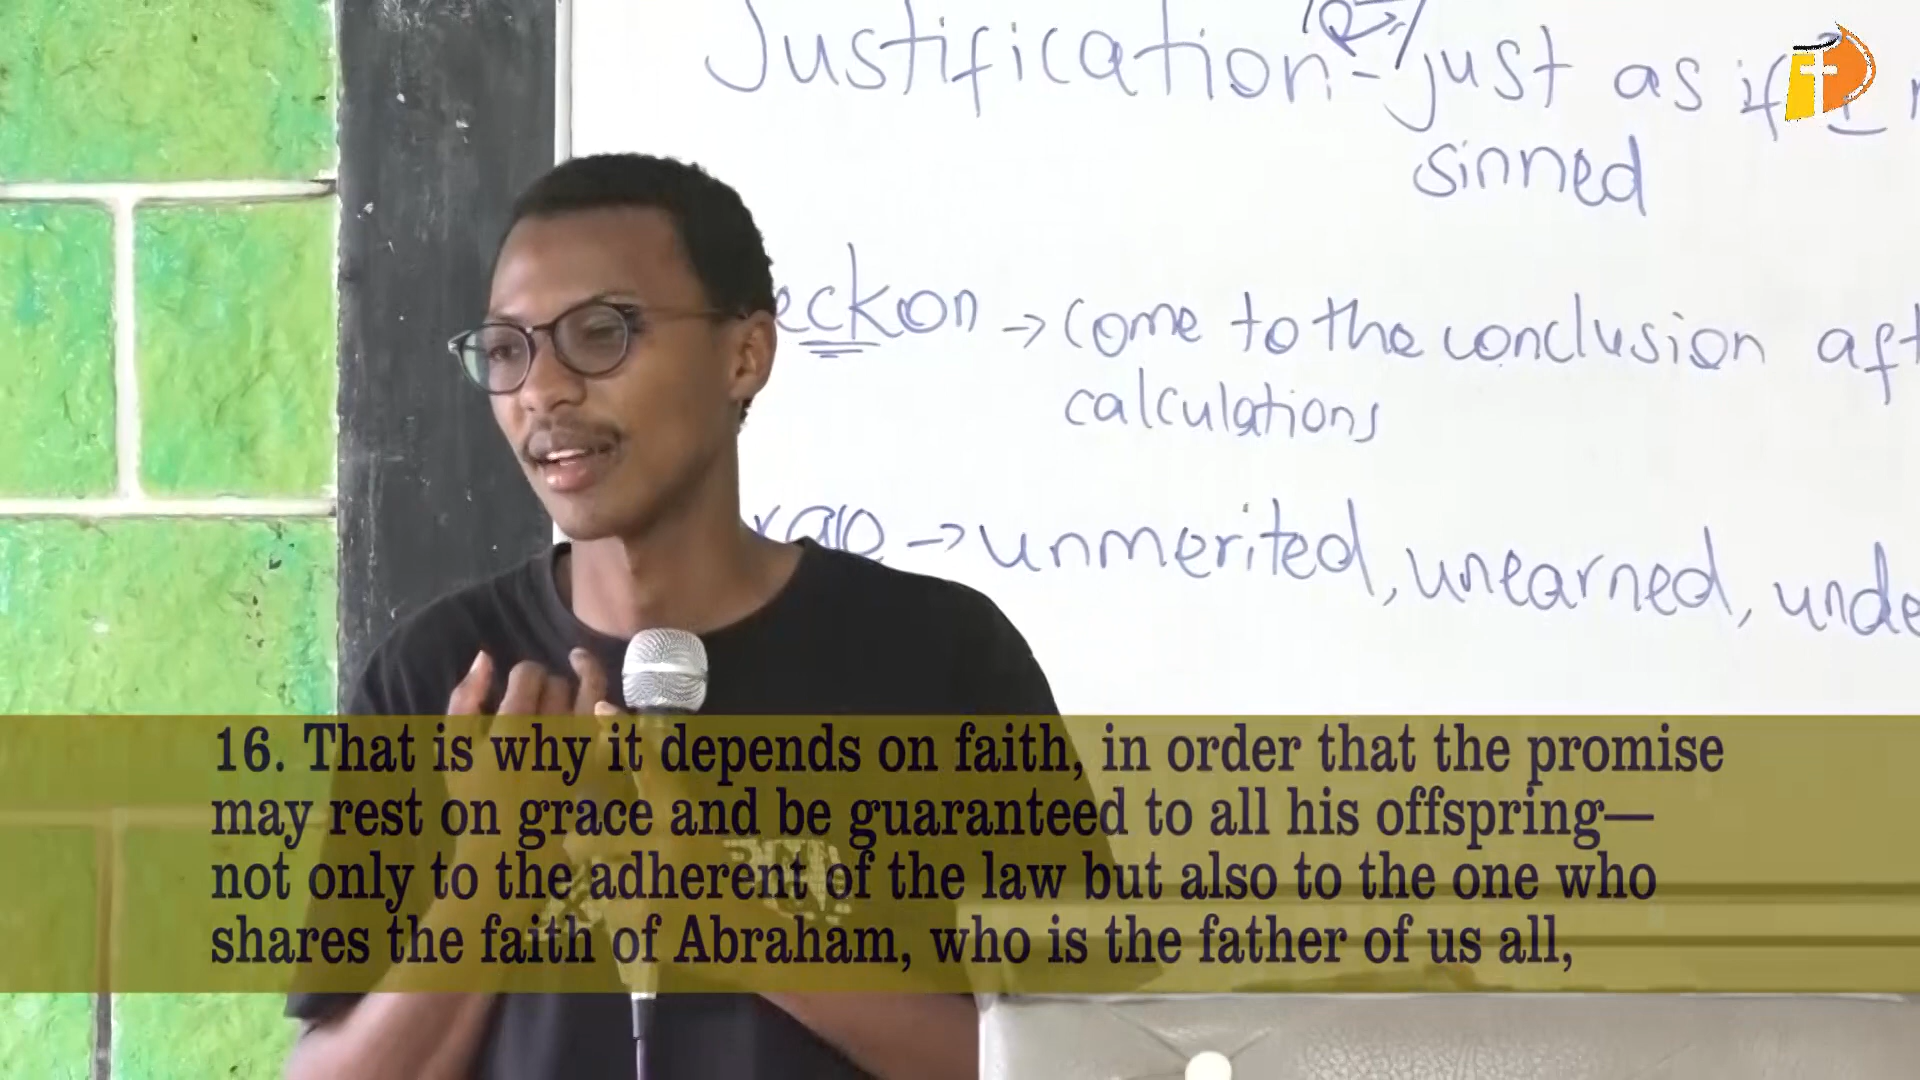 Justification - just as if I
sinned
eckon → come to the conclusion aft
calculations
→ unmerited, unearned, unde
16. That is why it depends on faith, in order that the promise
may rest on grace and be guaranteed to all his offspring—
not only to the adherent of the law but also to the one who
shares the faith of Abraham, who is the father of us all,